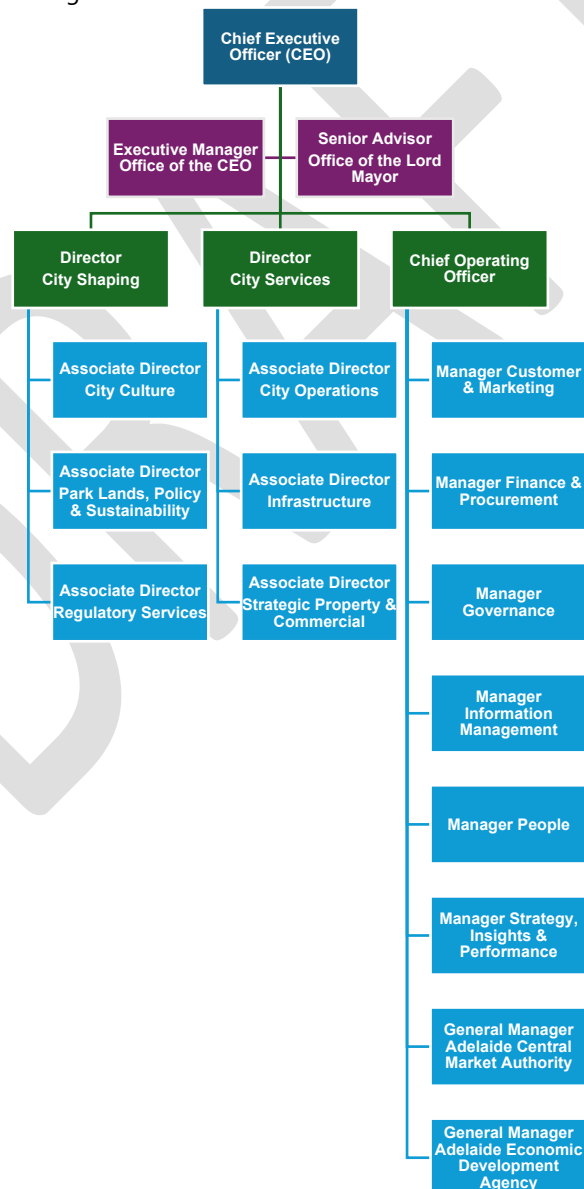 Chief Executive
Officer (CEO)
Executive Manager
Office of the CEO
Senior Advisor
Office of the Lord
Mayor
Director
City Shaping
Director
City Services
Chief Operating
Officer
Associate Director
City Culture
Associate Director
Park Lands, Policy
& Sustainability
Associate Director
Regulatory Services
Associate Director
City Operations
Associate Director
Infrastructure
Associate Director
Strategic Property &
Commercial
Manager Customer
& Marketing
Manager Finance &
Procurement
Manager
Governance
Manager
Information
Management
Manager People
Manager Strategy,
Insights &
Performance
General Manager
Adelaide Central
Market Authority
General Manager
Adelaide Economic
Development
Agency